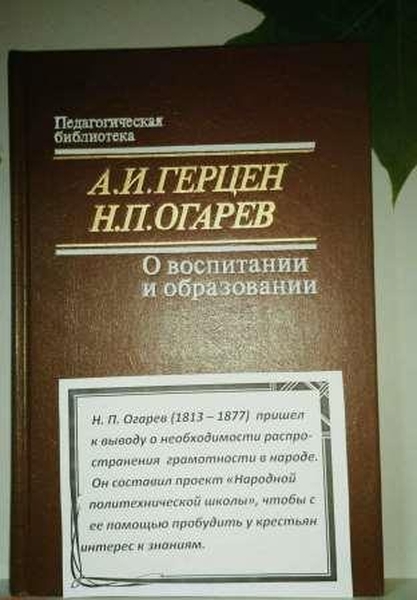 Педагогическая
библиотека
А.И.ГЕРЦЕН
Н.П.ОГАРЕВ
О воспитании
и образовании
Н. П. Огарев (1813 – 1877) пришел
к выводу о необходимости распро-
странения грамотности в народе.
Он составил проект «Народной
политехнической школы», чтобы с
ее помощью пробудить у крестьян
интерес к знаниям.